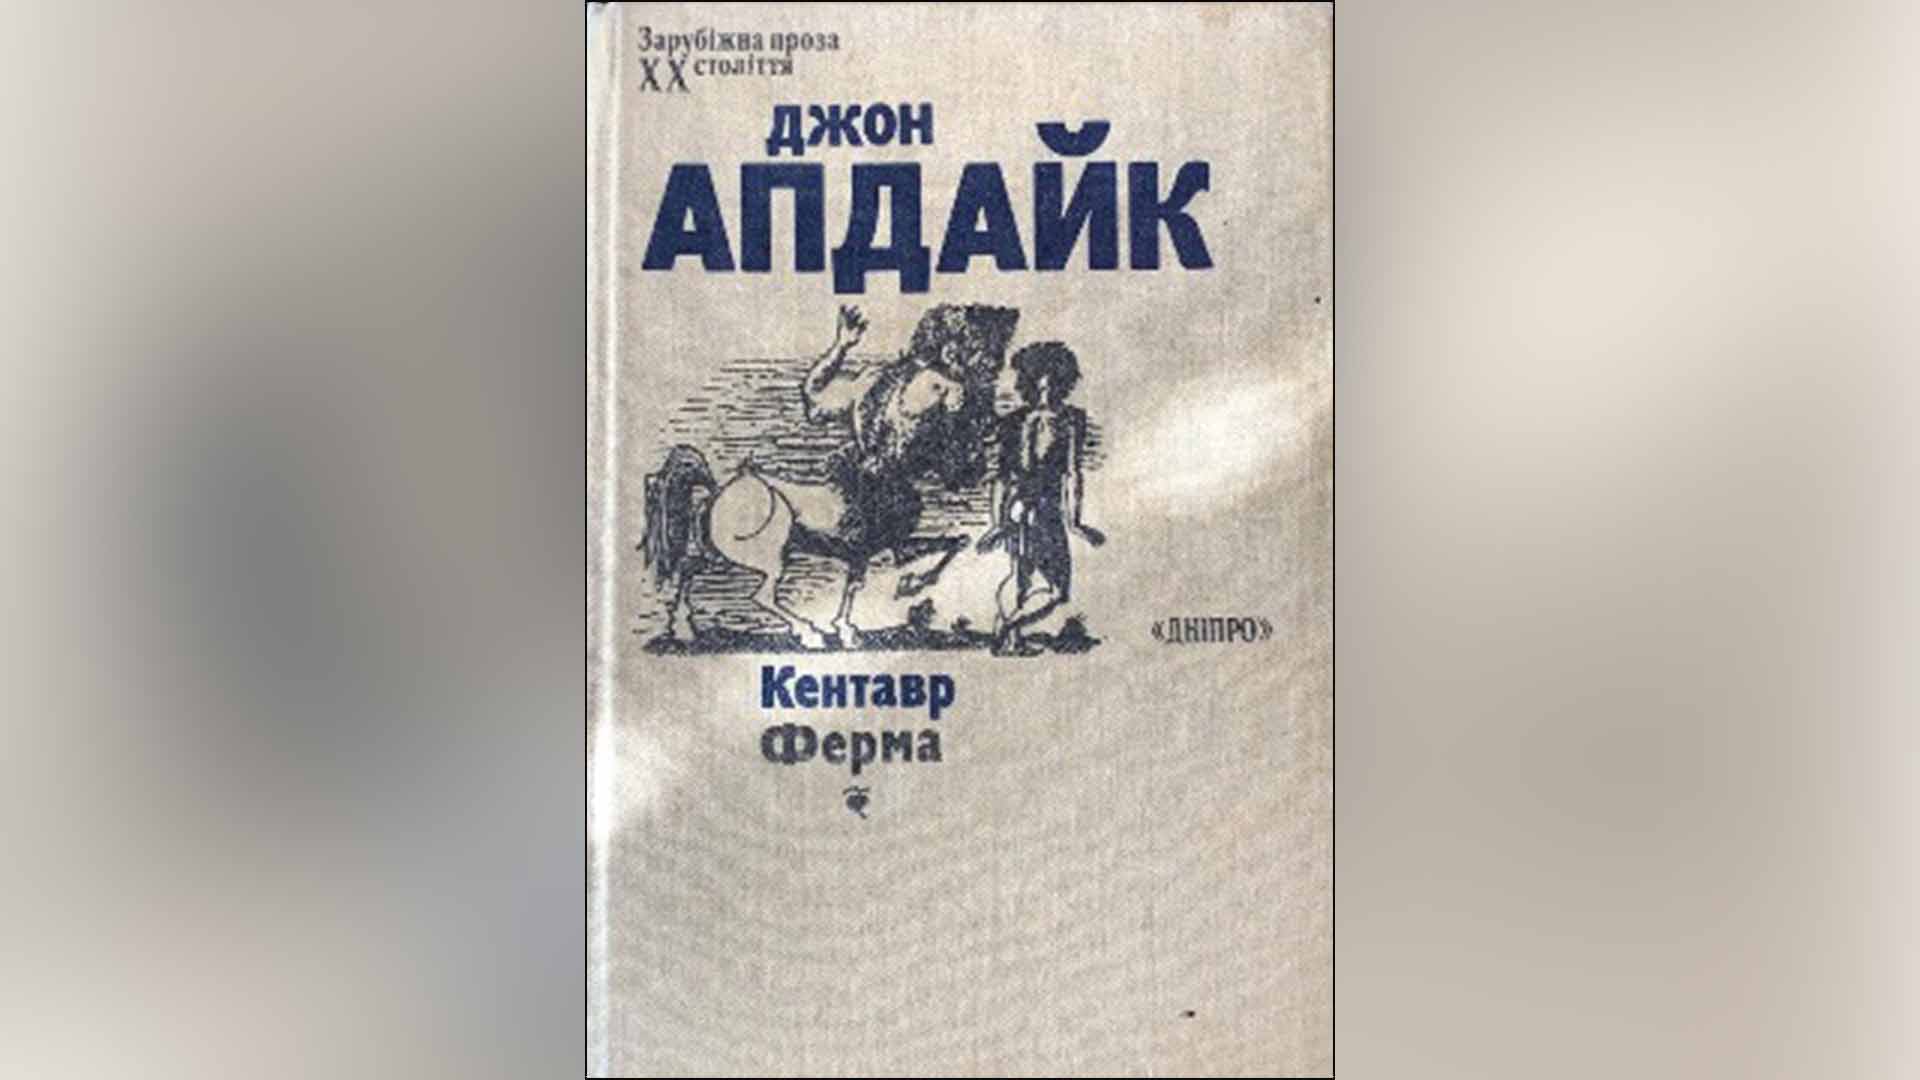 Зарубіжна проза
XX століття
джон
АПДАЙК
«ДНІПРО»
Кентавр
Ферма